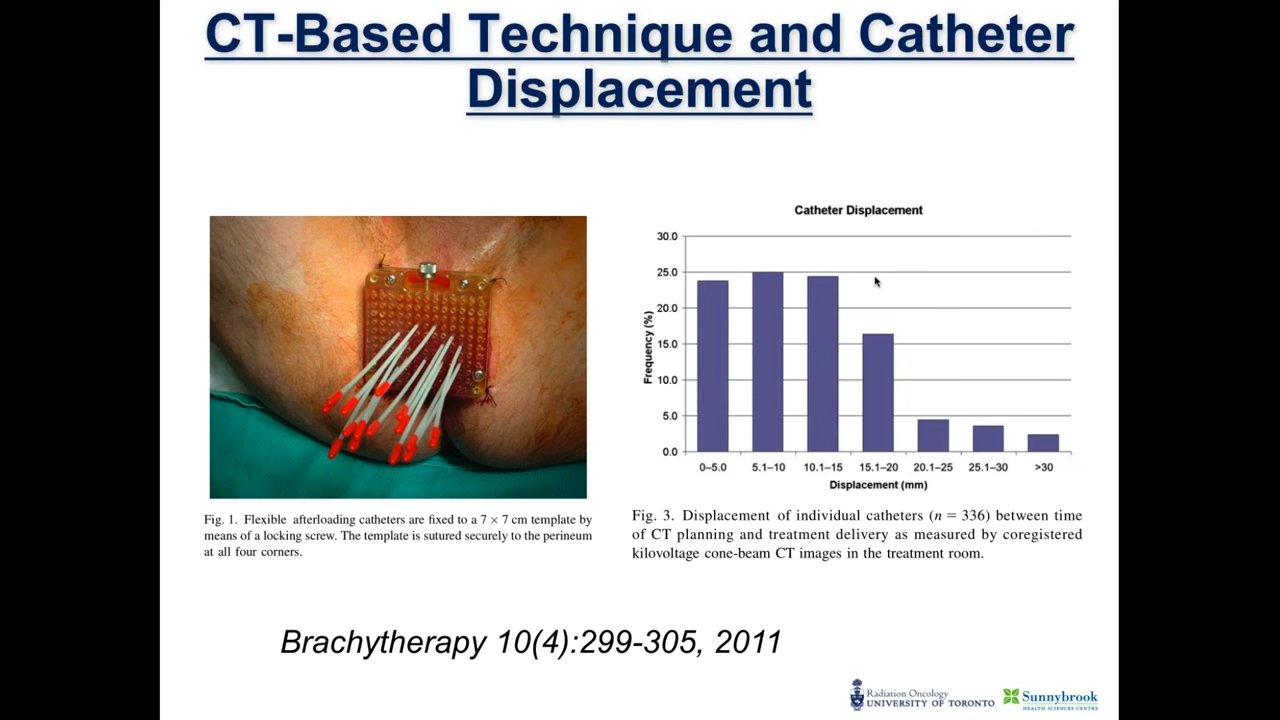 CT-Based Technique and Catheter
Displacement
Catheter Displacement
30.0
25.0
20.0
15.0
10.0
5.0
0.0
Frequency (%)
0–5.0 5.1–10 10.1–15 15.1–20 20.1–25 25.1–30 >30
Displacement (mm)
Fig. 1. Flexible afterloading catheters are fixed to a 7 × 7 cm template by
means of a locking screw. The template is sutured securely to the perineum
at all four corners.
Fig. 3. Displacement of individual catheters (n = 336) between time
of CT planning and treatment delivery as measured by coregistered
kilovoltage cone-beam CT images in the treatment room.
Brachytherapy 10(4):299-305, 2011
Radiation Oncology
UNIVERSITY OF TORONTO
Sunnybrook
HEALTH SCIENCES CENTRE